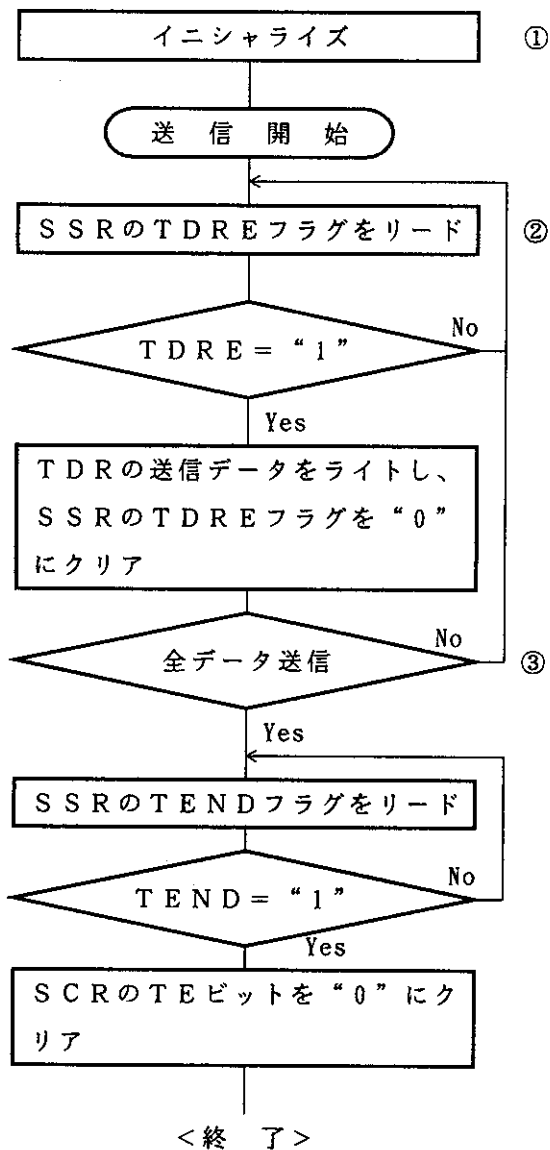 イニシャライズ ①
送信開始
SSRのTDREフラグをリード ②
TDRE=“1” No
Yes
TDRの送信データをライトし、
SSRのTDREフラグを“0”
にクリア
全データ送信 No ③
Yes
SSRのTENDフラグをリード
TEND=“1” No
Yes
SCRのTEビットを“0”にク
リア
<終 了>